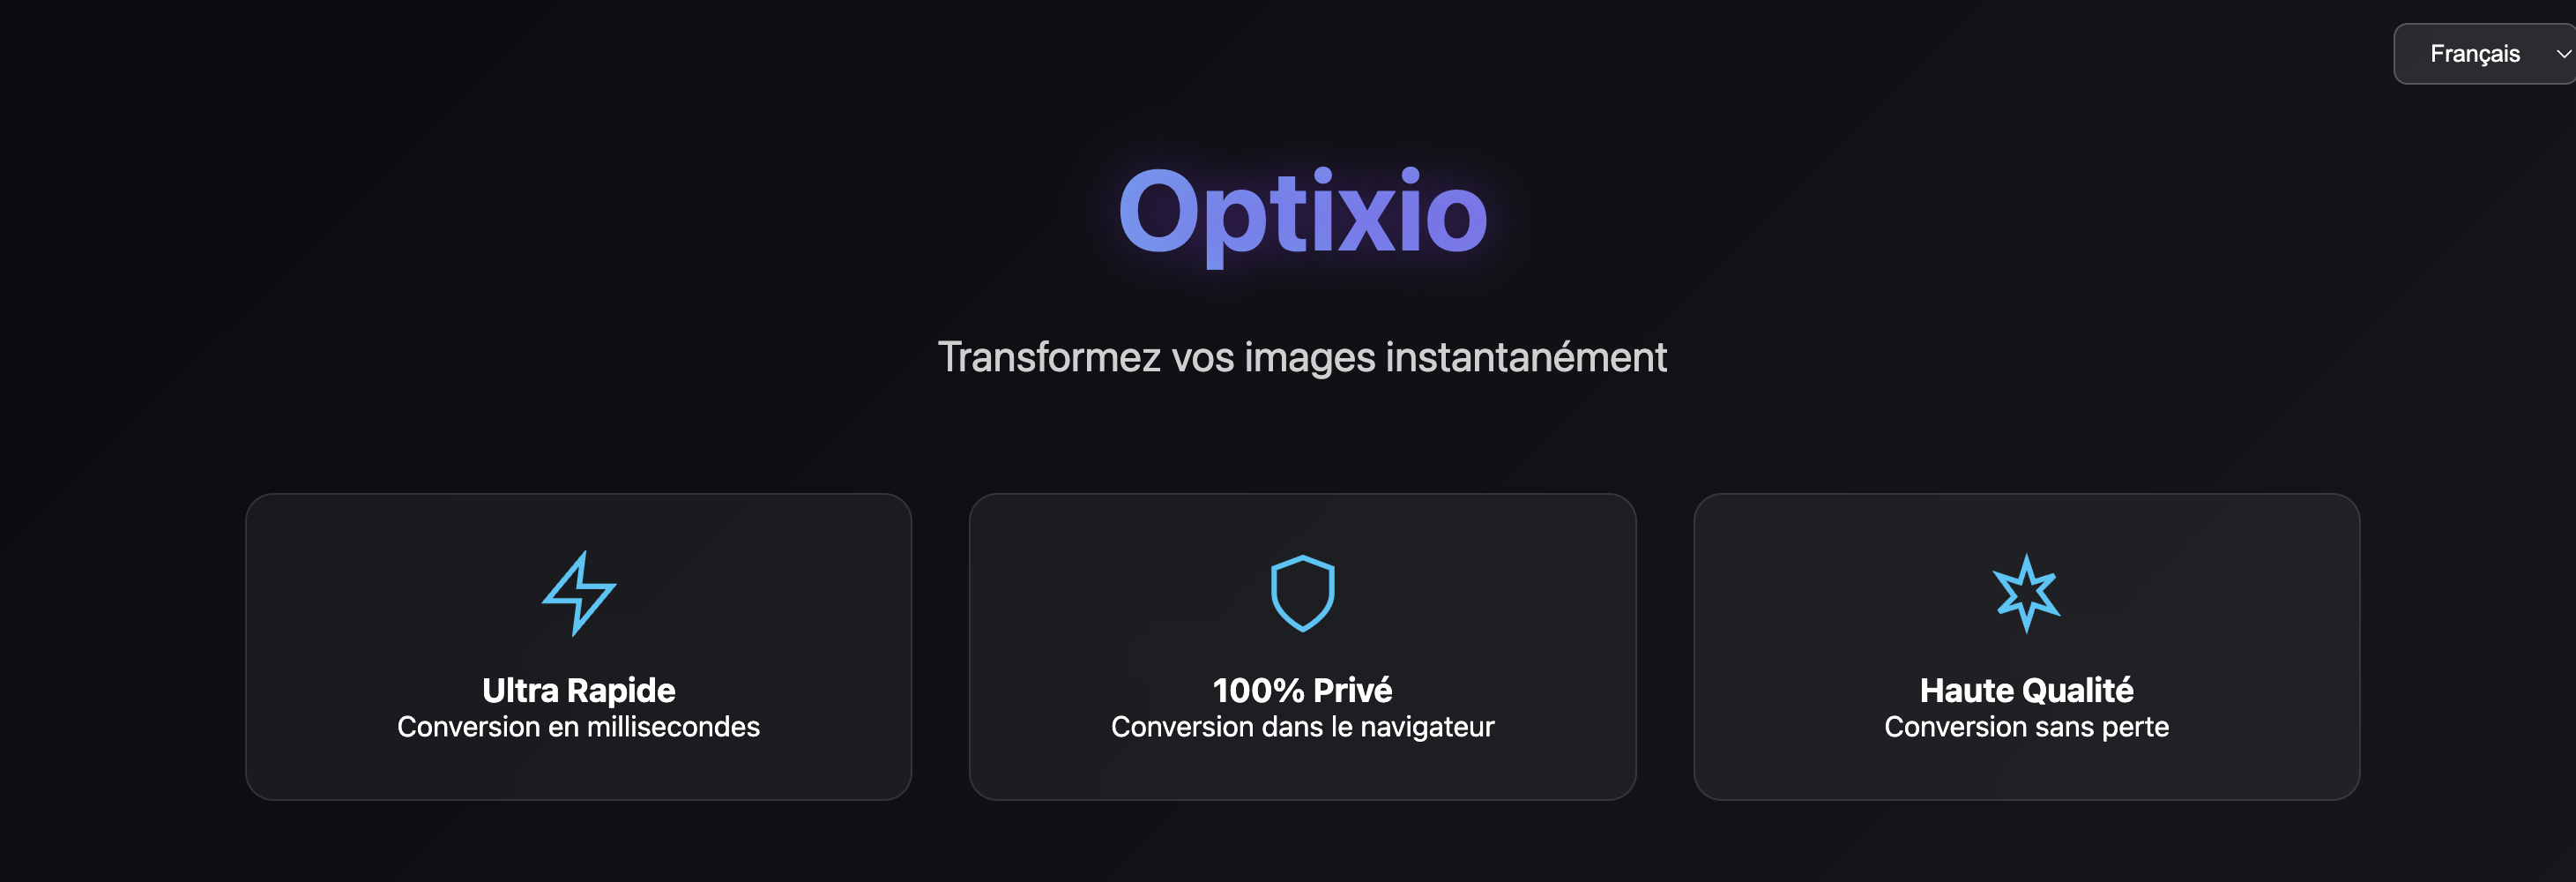 Français
Optixio
Transformez vos images instantanément
Ultra Rapide
Conversion en millisecondes
100% Privé
Conversion dans le navigateur
Haute Qualité
Conversion sans perte